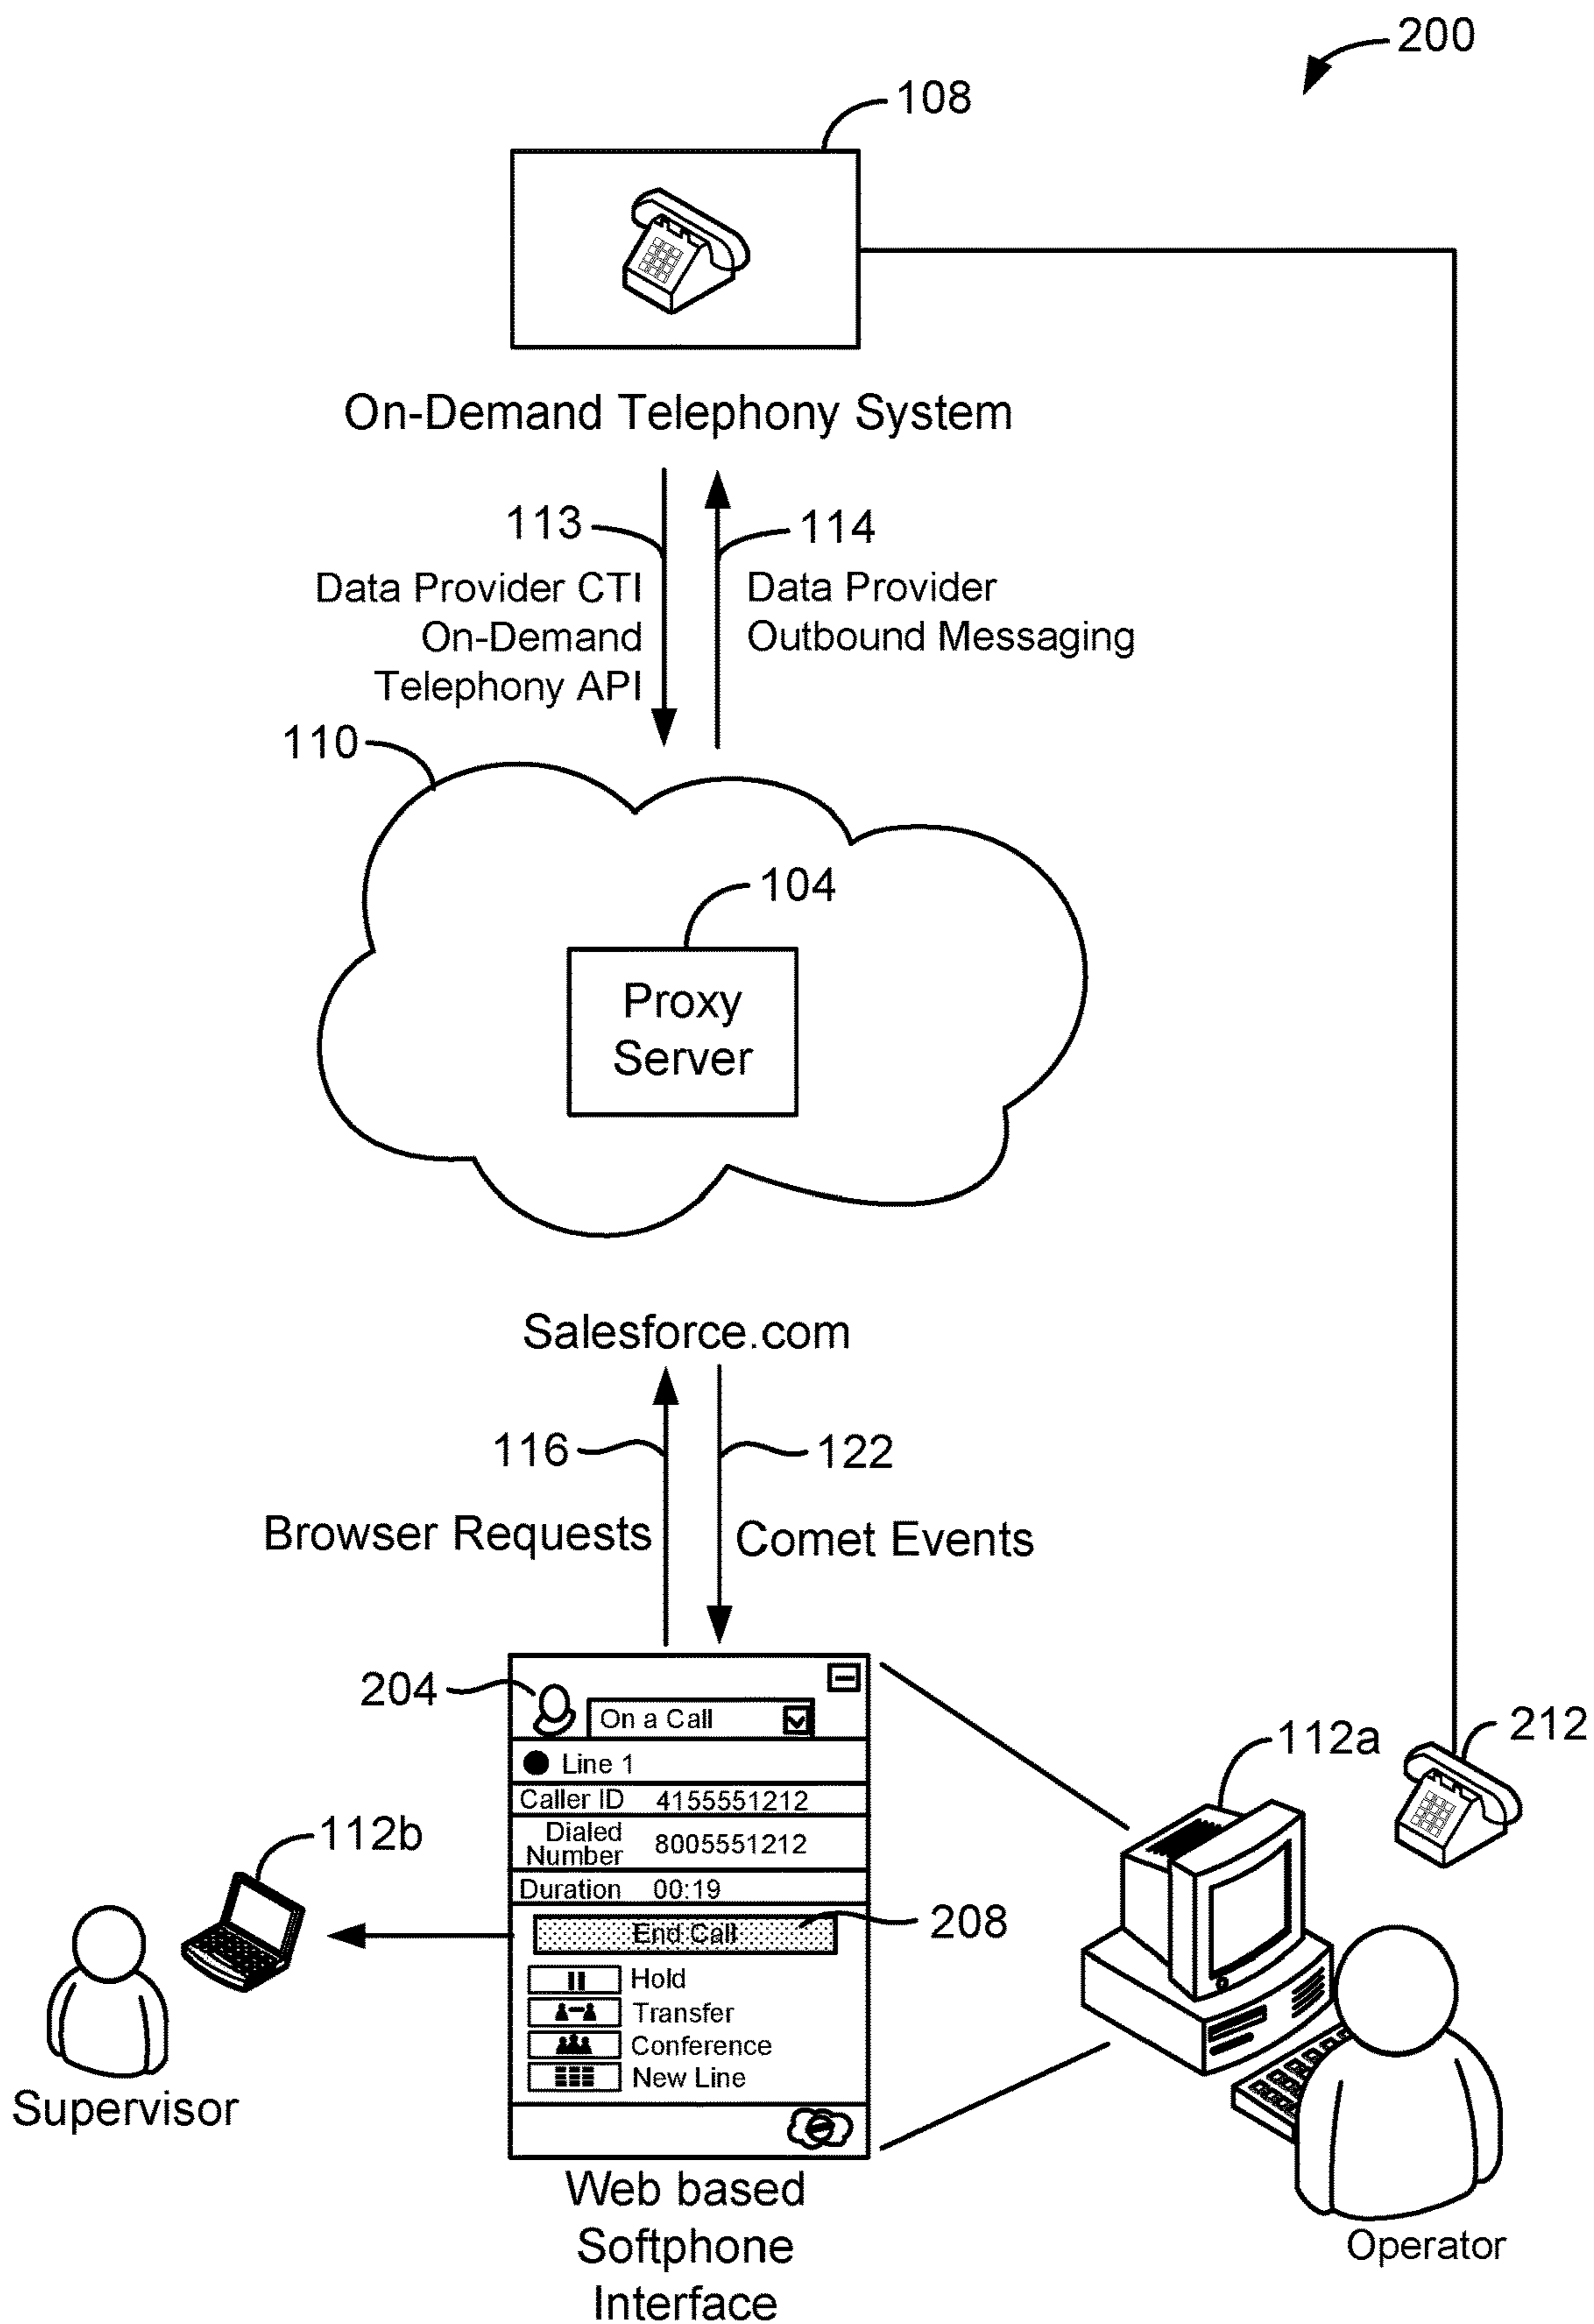 200
108
On-Demand Telephony System
113
114
Data Provider CTI
On-Demand
Telephony API
Data Provider
Outbound Messaging
110
104
Proxy
Server
Salesforce.com
116
122
Browser Requests
Comet Events
204
On a Call
Line 1
Caller ID 4155551212
Dialed
Number 8005551212
Duration 00:19
End Call
208
Hold
Transfer
Conference
New Line
112a
212
112b
Supervisor
Web based
Softphone
Interface
Operator